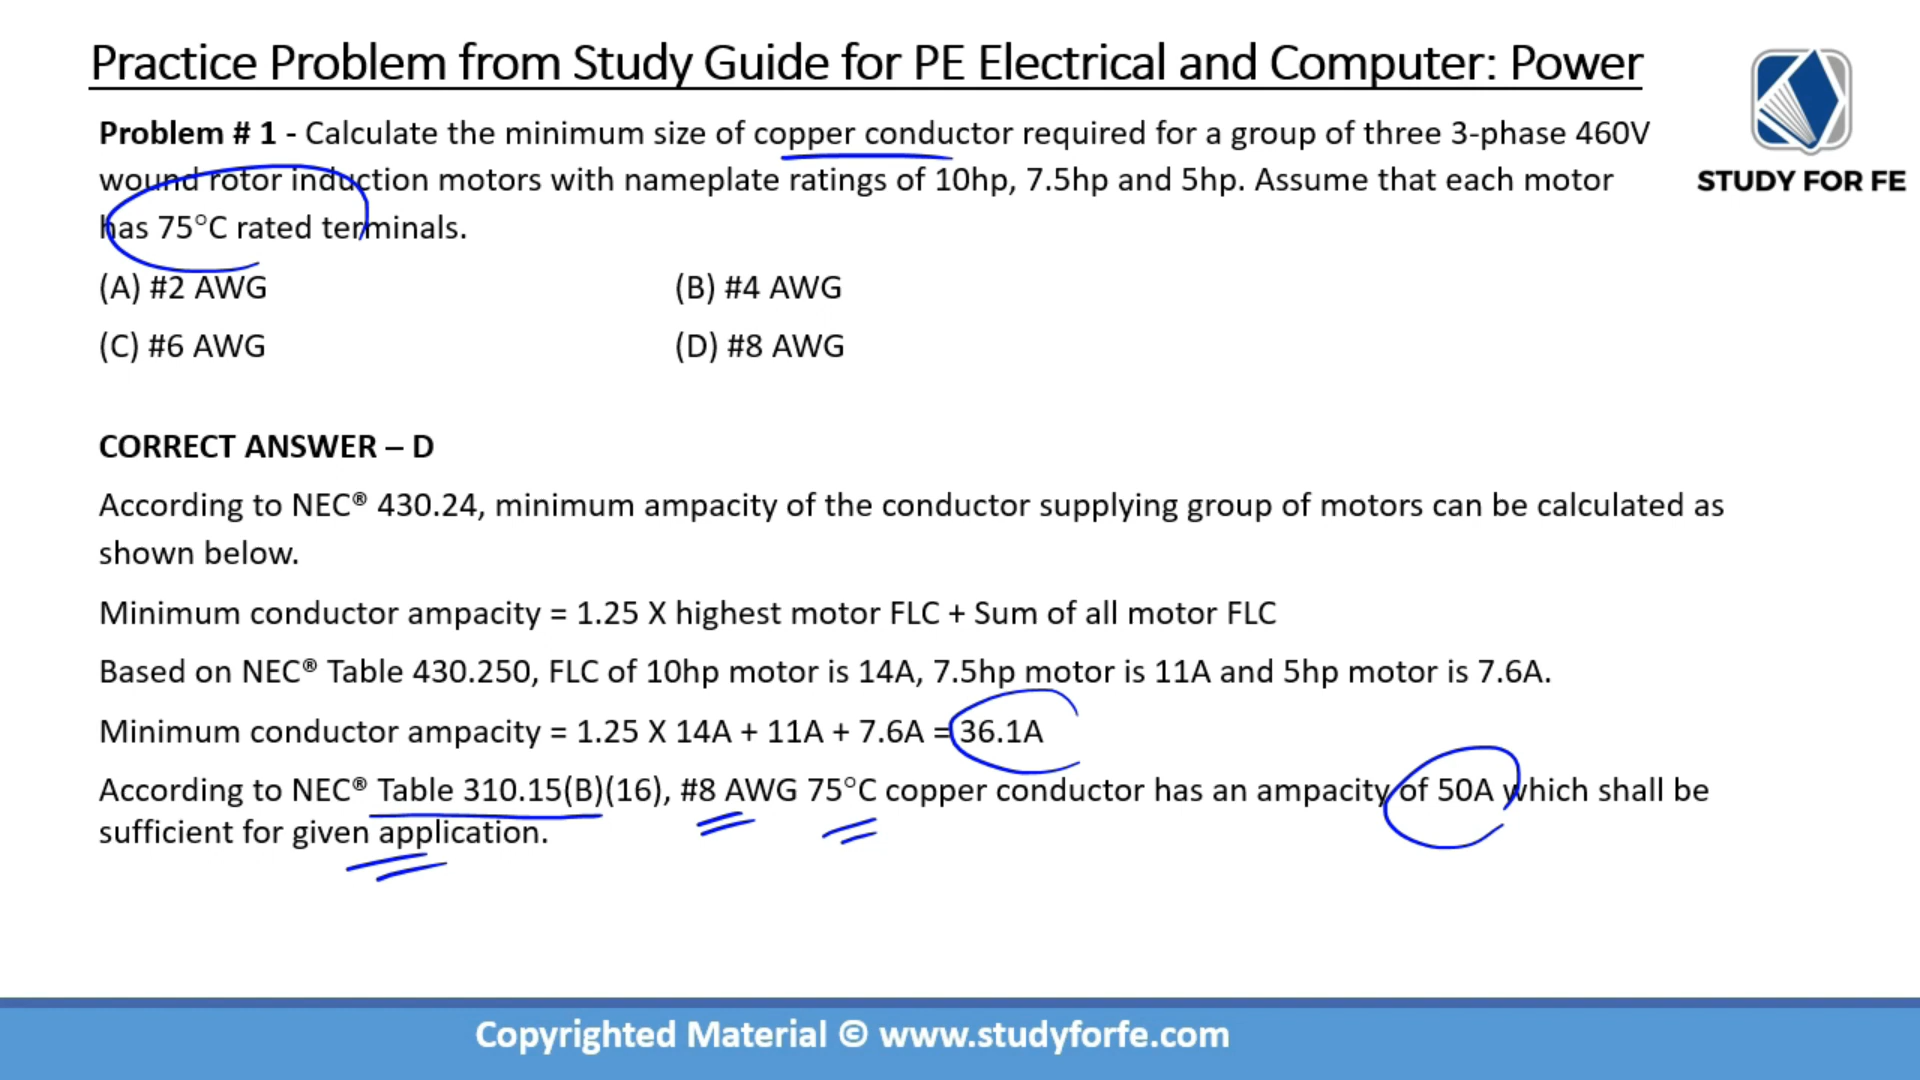 Practice Problem from Study Guide for PE Electrical and Computer: Power
Problem # 1 - Calculate the minimum size of copper conductor required for a group of three 3-phase 460V
wound rotor induction motors with nameplate ratings of 10hp, 7.5hp and 5hp. Assume that each motor
has 75°C rated terminals.
STUDY FOR FE
(A) #2 AWG (B) #4 AWG
(C) #6 AWG (D) #8 AWG
CORRECT ANSWER – D
According to NEC® 430.24, minimum ampacity of the conductor supplying group of motors can be calculated as
shown below.
Minimum conductor ampacity = 1.25 X highest motor FLC + Sum of all motor FLC
Based on NEC® Table 430.250, FLC of 10hp motor is 14A, 7.5hp motor is 11A and 5hp motor is 7.6A.
Minimum conductor ampacity = 1.25 X 14A + 11A + 7.6A = 36.1A
According to NEC® Table 310.15(B)(16), #8 AWG 75°C copper conductor has an ampacity of 50A which shall be
sufficient for given application.
Copyrighted Material © www.studyforfe.com